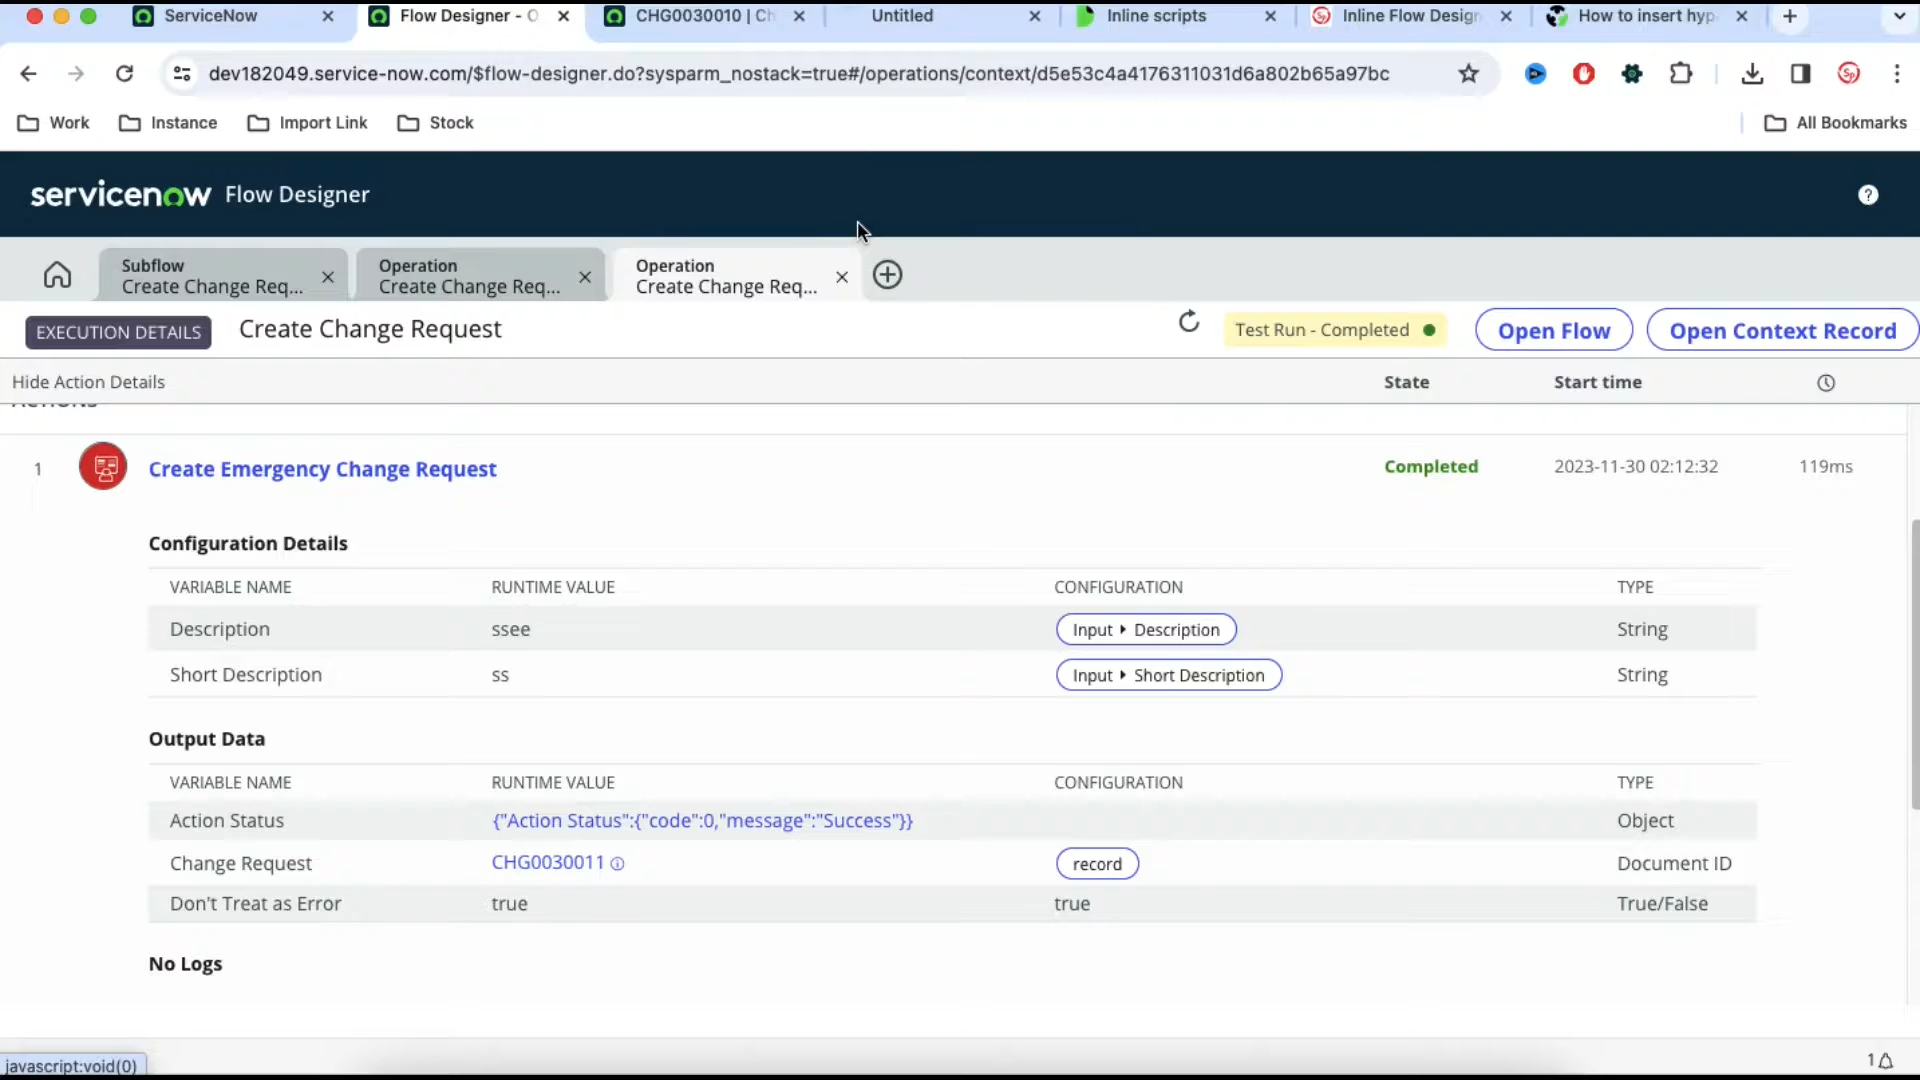 ServiceNow
Flow Designer - O
CHG0030010 | Ch
Untitled
Inline scripts
Inline Flow Design
How to insert hyp
dev182049.service-now.com/$flow-designer.do?sysparm_nostack=true#/operations/context/d5e53c4a4176311031d6a802b65a97bc
Work
Instance
Import Link
Stock
All Bookmarks
servicenow Flow Designer
Subflow
Create Change Req...
Operation
Create Change Req...
Operation
Create Change Req...
EXECUTION DETAILS
Create Change Request
Test Run - Completed
Open Flow
Open Context Record
Hide Action Details
State
Start time
ACTIONS
1
Create Emergency Change Request
Completed
2023-11-30 02:12:32
119ms
Configuration Details
VARIABLE NAME RUNTIME VALUE CONFIGURATION TYPE
Description ssee Input ▸ Description String
Short Description ss Input ▸ Short Description String
Output Data
VARIABLE NAME RUNTIME VALUE CONFIGURATION TYPE
Action Status {"Action Status":{"code":0,"message":"Success"}} Object
Change Request CHG0030011 record Document ID
Don't Treat as Error true true True/False
No Logs
javascript:void(0)
1